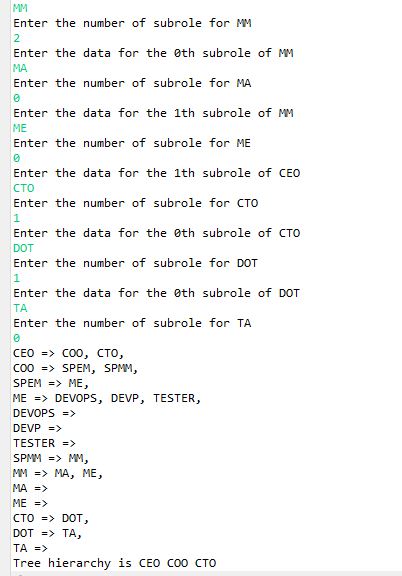 MM
Enter the number of subrole for MM
2
Enter the data for the 0th subrole of MM
MA
Enter the number of subrole for MA
0
Enter the data for the 1th subrole of MM
ME
Enter the number of subrole for ME
0
Enter the data for the 1th subrole of CEO
CTO
Enter the number of subrole for CTO
1
Enter the data for the 0th subrole of CTO
DOT
Enter the number of subrole for DOT
1
Enter the data for the 0th subrole of DOT
TA
Enter the number of subrole for TA
0
CEO => COO, CTO,
COO => SPEM, SPMM,
SPEM => ME,
ME => DEVOPS, DEVP, TESTER,
DEVOPS =>
DEVP =>
TESTER =>
SPMM => MM,
MM => MA, ME,
MA =>
ME =>
CTO => DOT,
DOT => TA,
TA =>
Tree hierarchy is CEO COO CTO